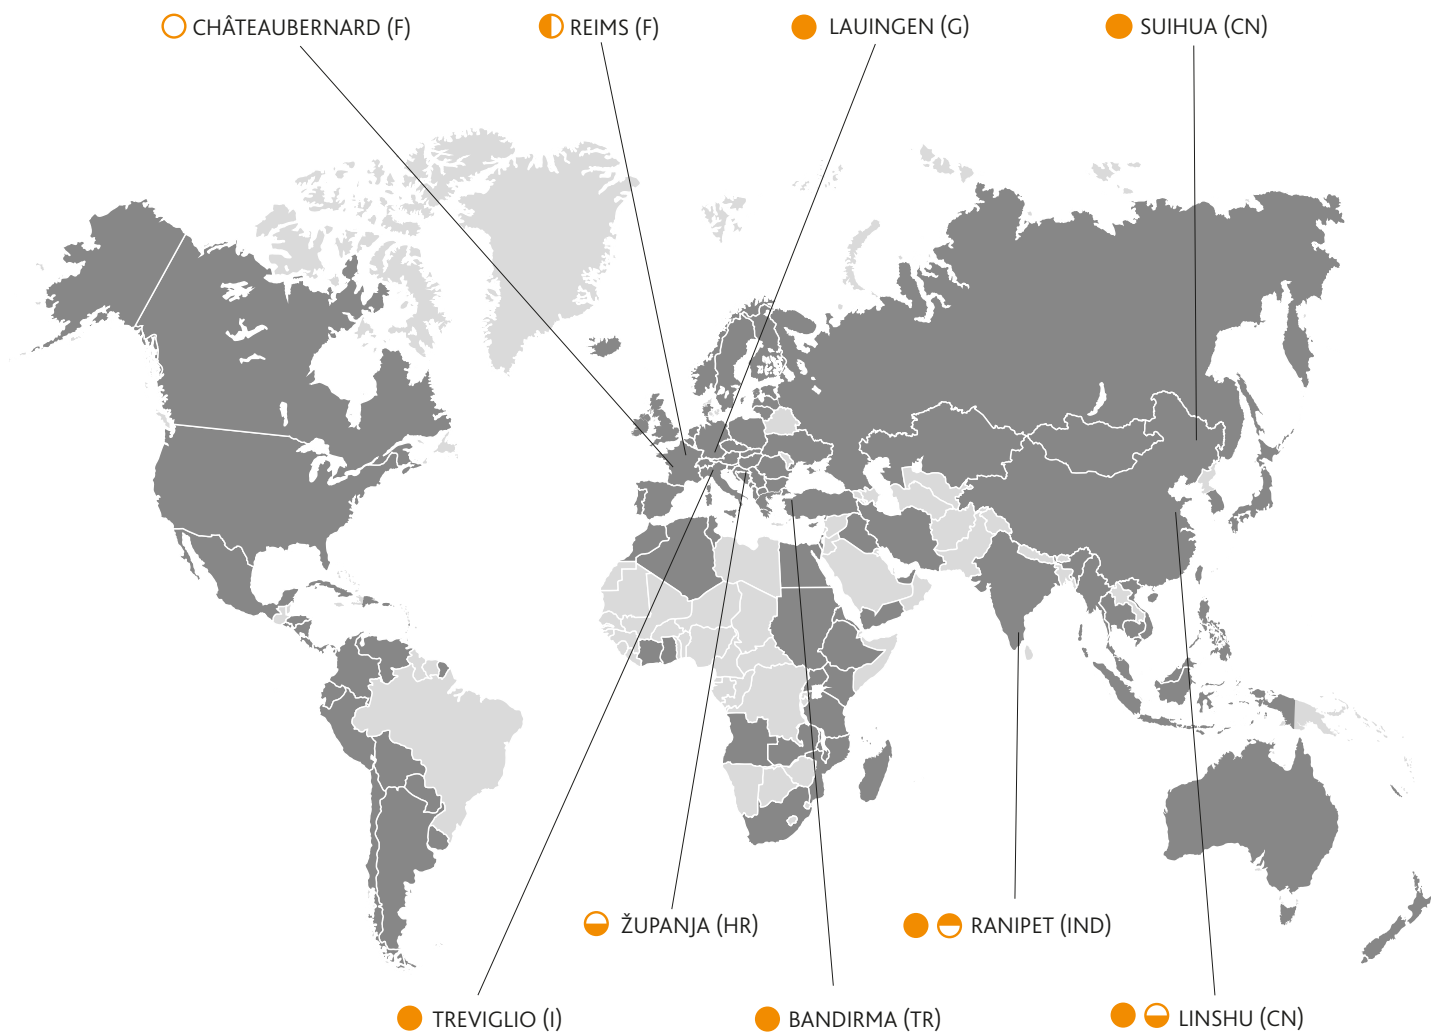 CHÂTEAUBERNARD (F)
REIMS (F)
LAUINGEN (G)
SUIHUA (CN)
ŽUPANJA (HR)
RANIPET (IND)
TREVIGLIO (I)
BANDIRMA (TR)
LINSHU (CN)